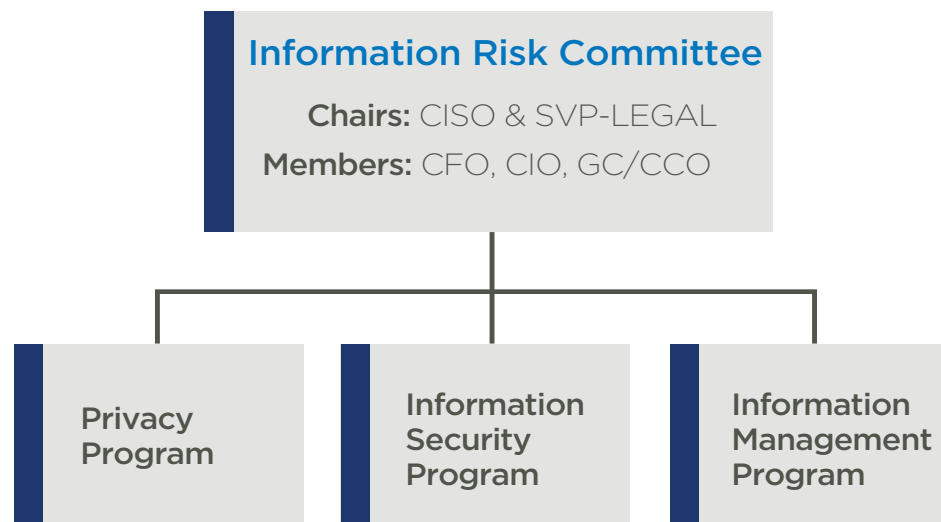 Information Risk Committee
Chairs: CISO & SVP-LEGAL
Members: CFO, CIO, GC/CCO
Privacy
Program
Information
Security
Program
Information
Management
Program